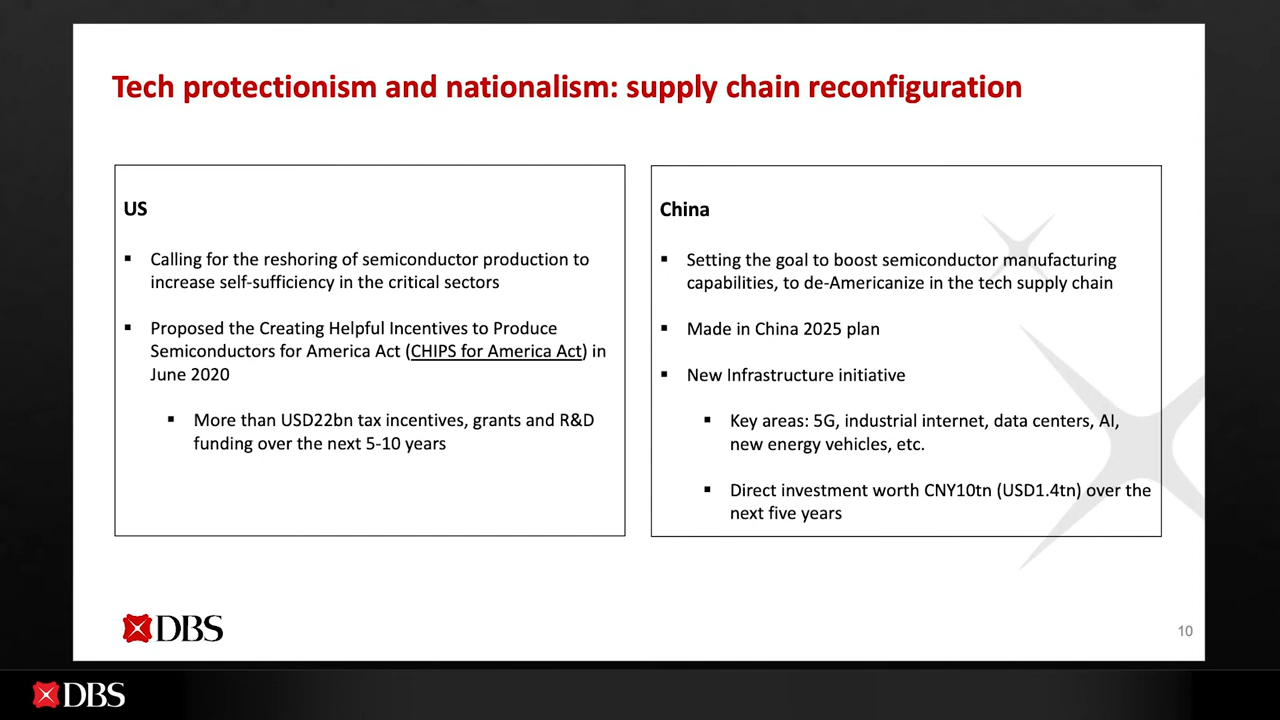 Tech protectionism and nationalism: supply chain reconfiguration
US
▪ Calling for the reshoring of semiconductor production to
increase self-sufficiency in the critical sectors
▪ Proposed the Creating Helpful Incentives to Produce
Semiconductors for America Act (CHIPS for America Act) in
June 2020
▪ More than USD22bn tax incentives, grants and R&D
funding over the next 5-10 years
China
▪ Setting the goal to boost semiconductor manufacturing
capabilities, to de-Americanize in the tech supply chain
▪ Made in China 2025 plan
▪ New Infrastructure initiative
▪ Key areas: 5G, industrial internet, data centers, AI,
new energy vehicles, etc.
▪ Direct investment worth CNY10tn (USD1.4tn) over the
next five years
DBS
10
DBS